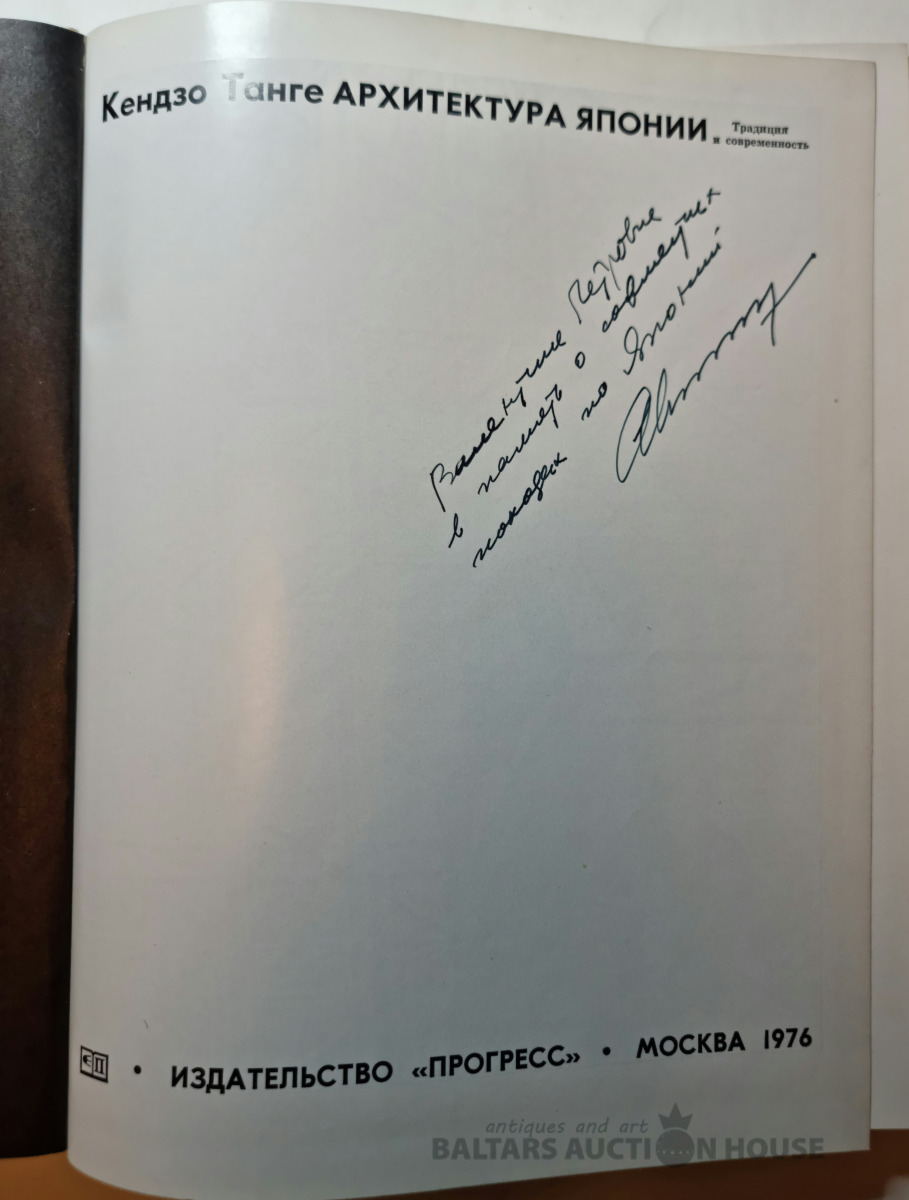 Кендзо Танге АРХИТЕКТУРА ЯПОНИИ. Традиция
и современность
Валентине Петровне
в память о совместных
походах по Японии
ЭП • ИЗДАТЕЛЬСТВО «ПРОГРЕСС» • МОСКВА 1976
antiques and art
BALTARS AUCTION HOUSE